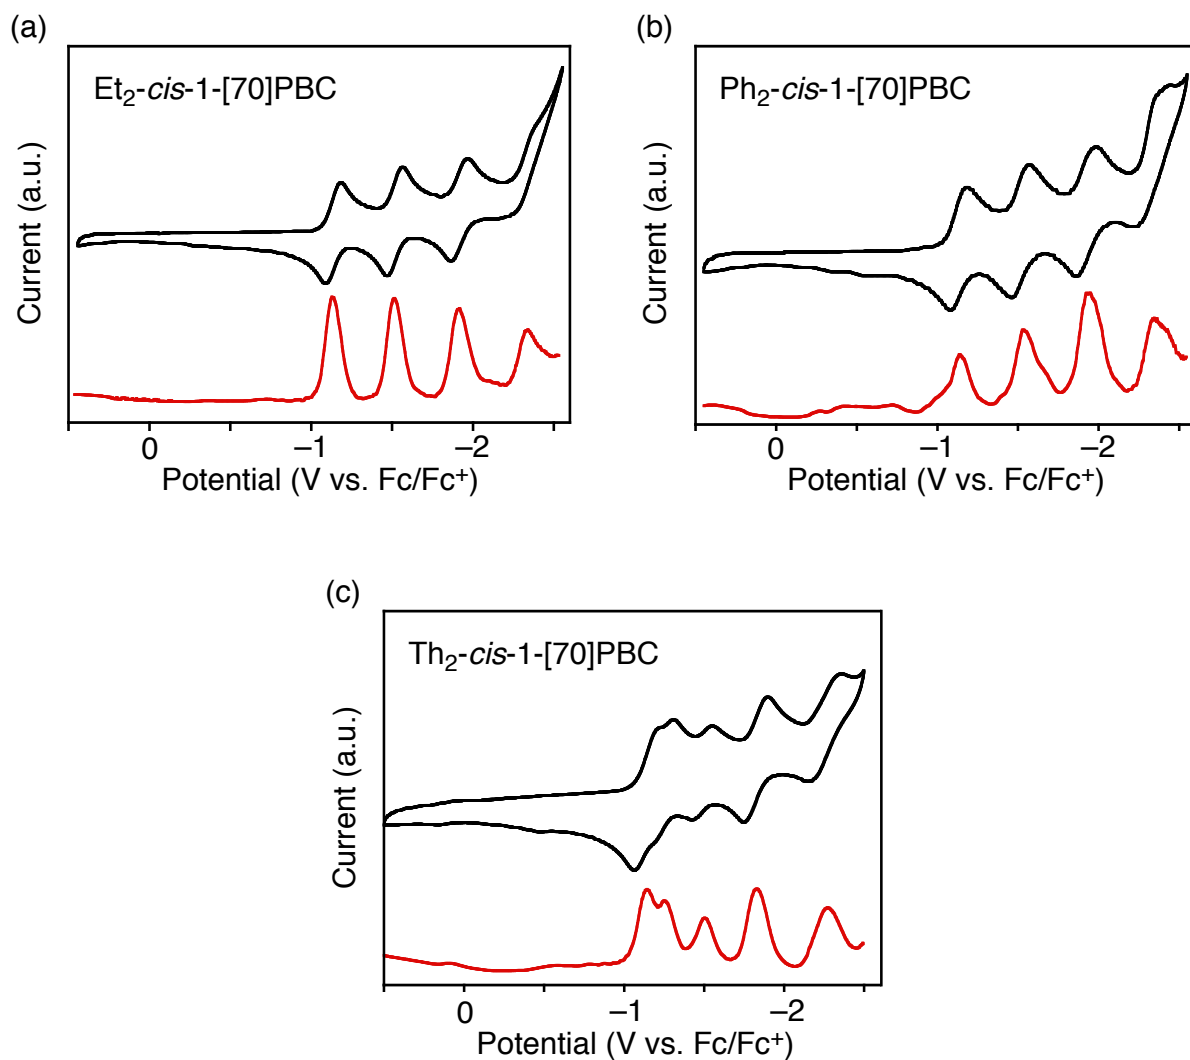 (a)
Et₂-cis-1-[70]PBC
Current (a.u.)
0 –1 –2
Potential (V vs. Fc/Fc⁺)
(b)
Ph₂-cis-1-[70]PBC
Current (a.u.)
0 –1 –2
Potential (V vs. Fc/Fc⁺)
(c)
Th₂-cis-1-[70]PBC
Current (a.u.)
0 –1 –2
Potential (V vs. Fc/Fc⁺)